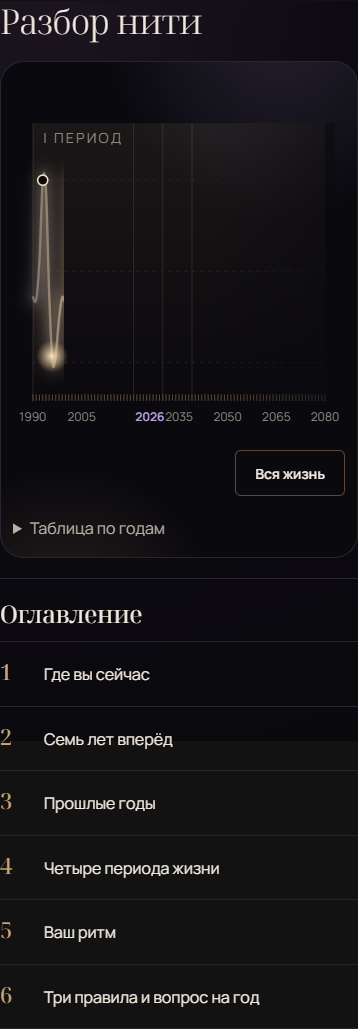 Разбор нити
I ПЕРИОД
1990 2005 2026 2035 2050 2065 2080
Вся жизнь
Таблица по годам
Оглавление
1 Где вы сейчас
2 Семь лет вперёд
3 Прошлые годы
4 Четыре периода жизни
5 Ваш ритм
6 Три правила и вопрос на год